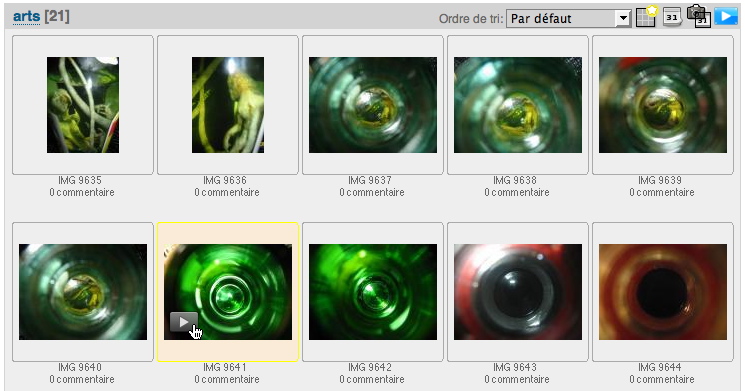 arts [21]
Ordre de tri: Par défaut
31
31
IMG 9635
0 commentaire
IMG 9636
0 commentaire
IMG 9637
0 commentaire
IMG 9638
0 commentaire
IMG 9639
0 commentaire
IMG 9640
0 commentaire
IMG 9641
0 commentaire
IMG 9642
0 commentaire
IMG 9643
0 commentaire
IMG 9644
0 commentaire